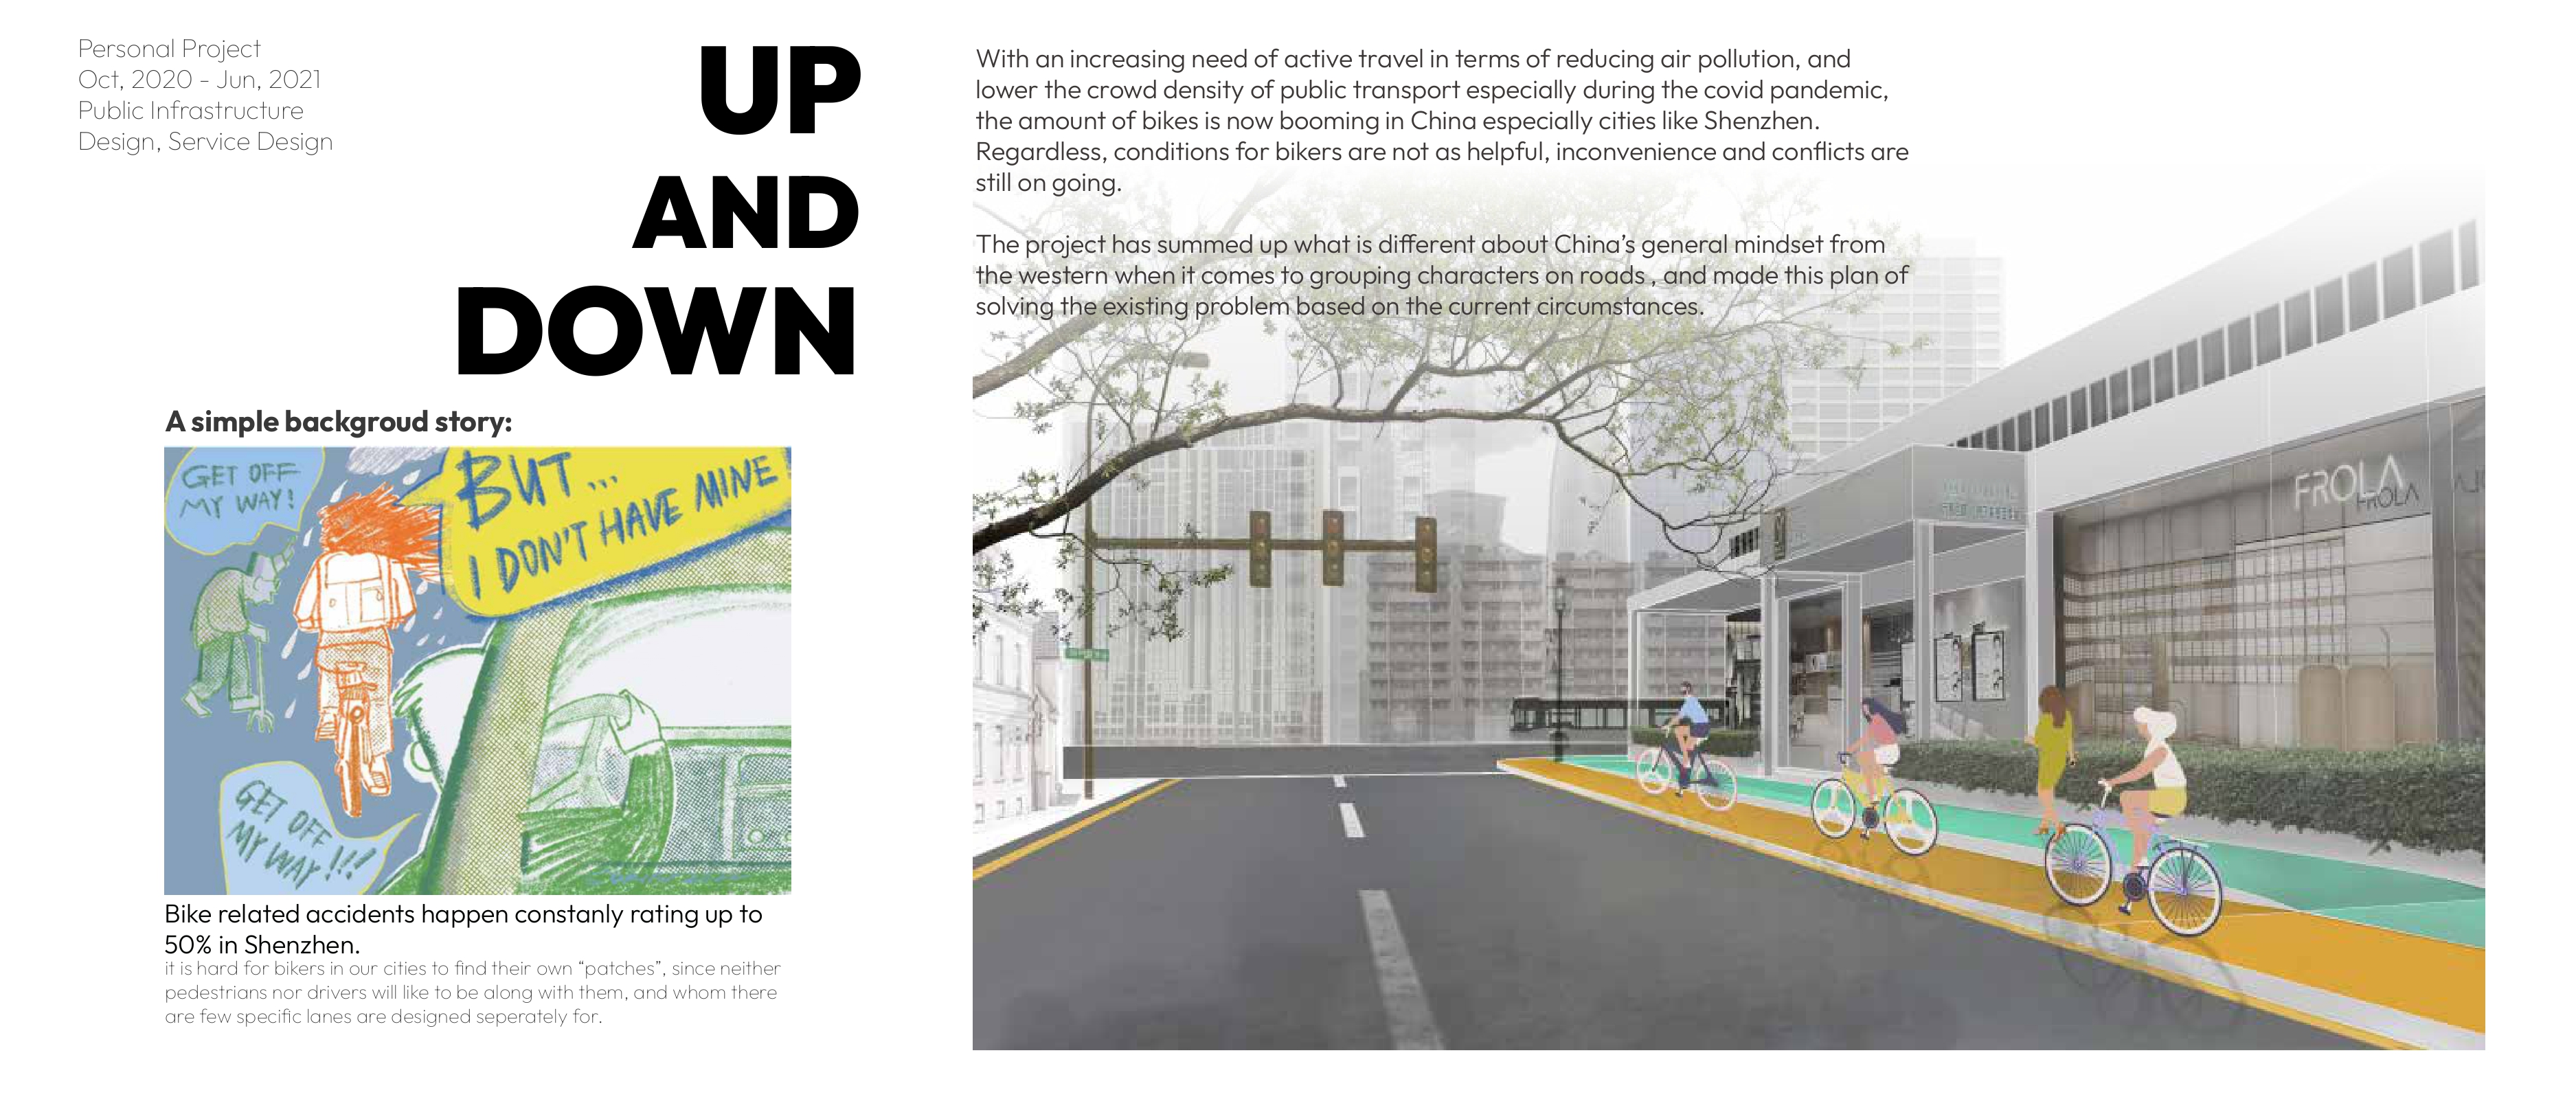 Personal Project
Oct, 2020 - Jun, 2021
Public Infrastructure
Design, Service Design
UP
AND
DOWN
A simple backgroud story:
GET OFF
MY WAY!
BUT...
I DON'T HAVE MINE
GET OFF
MY WAY!!!
Bike related accidents happen constanly rating up to
50% in Shenzhen.
it is hard for bikers in our cities to find their own “patches”, since neither
pedestrians nor drivers will like to be along with them, and whom there
are few specific lanes are designed seperately for.
With an increasing need of active travel in terms of reducing air pollution, and
lower the crowd density of public transport especially during the covid pandemic,
the amount of bikes is now booming in China especially cities like Shenzhen.
Regardless, conditions for bikers are not as helpful, inconvenience and conflicts are
still on going.
The project has summed up what is different about China’s general mindset from
the western when it comes to grouping characters on roads , and made this plan of
solving the existing problem based on the current circumstances.
FROLA
FROLA